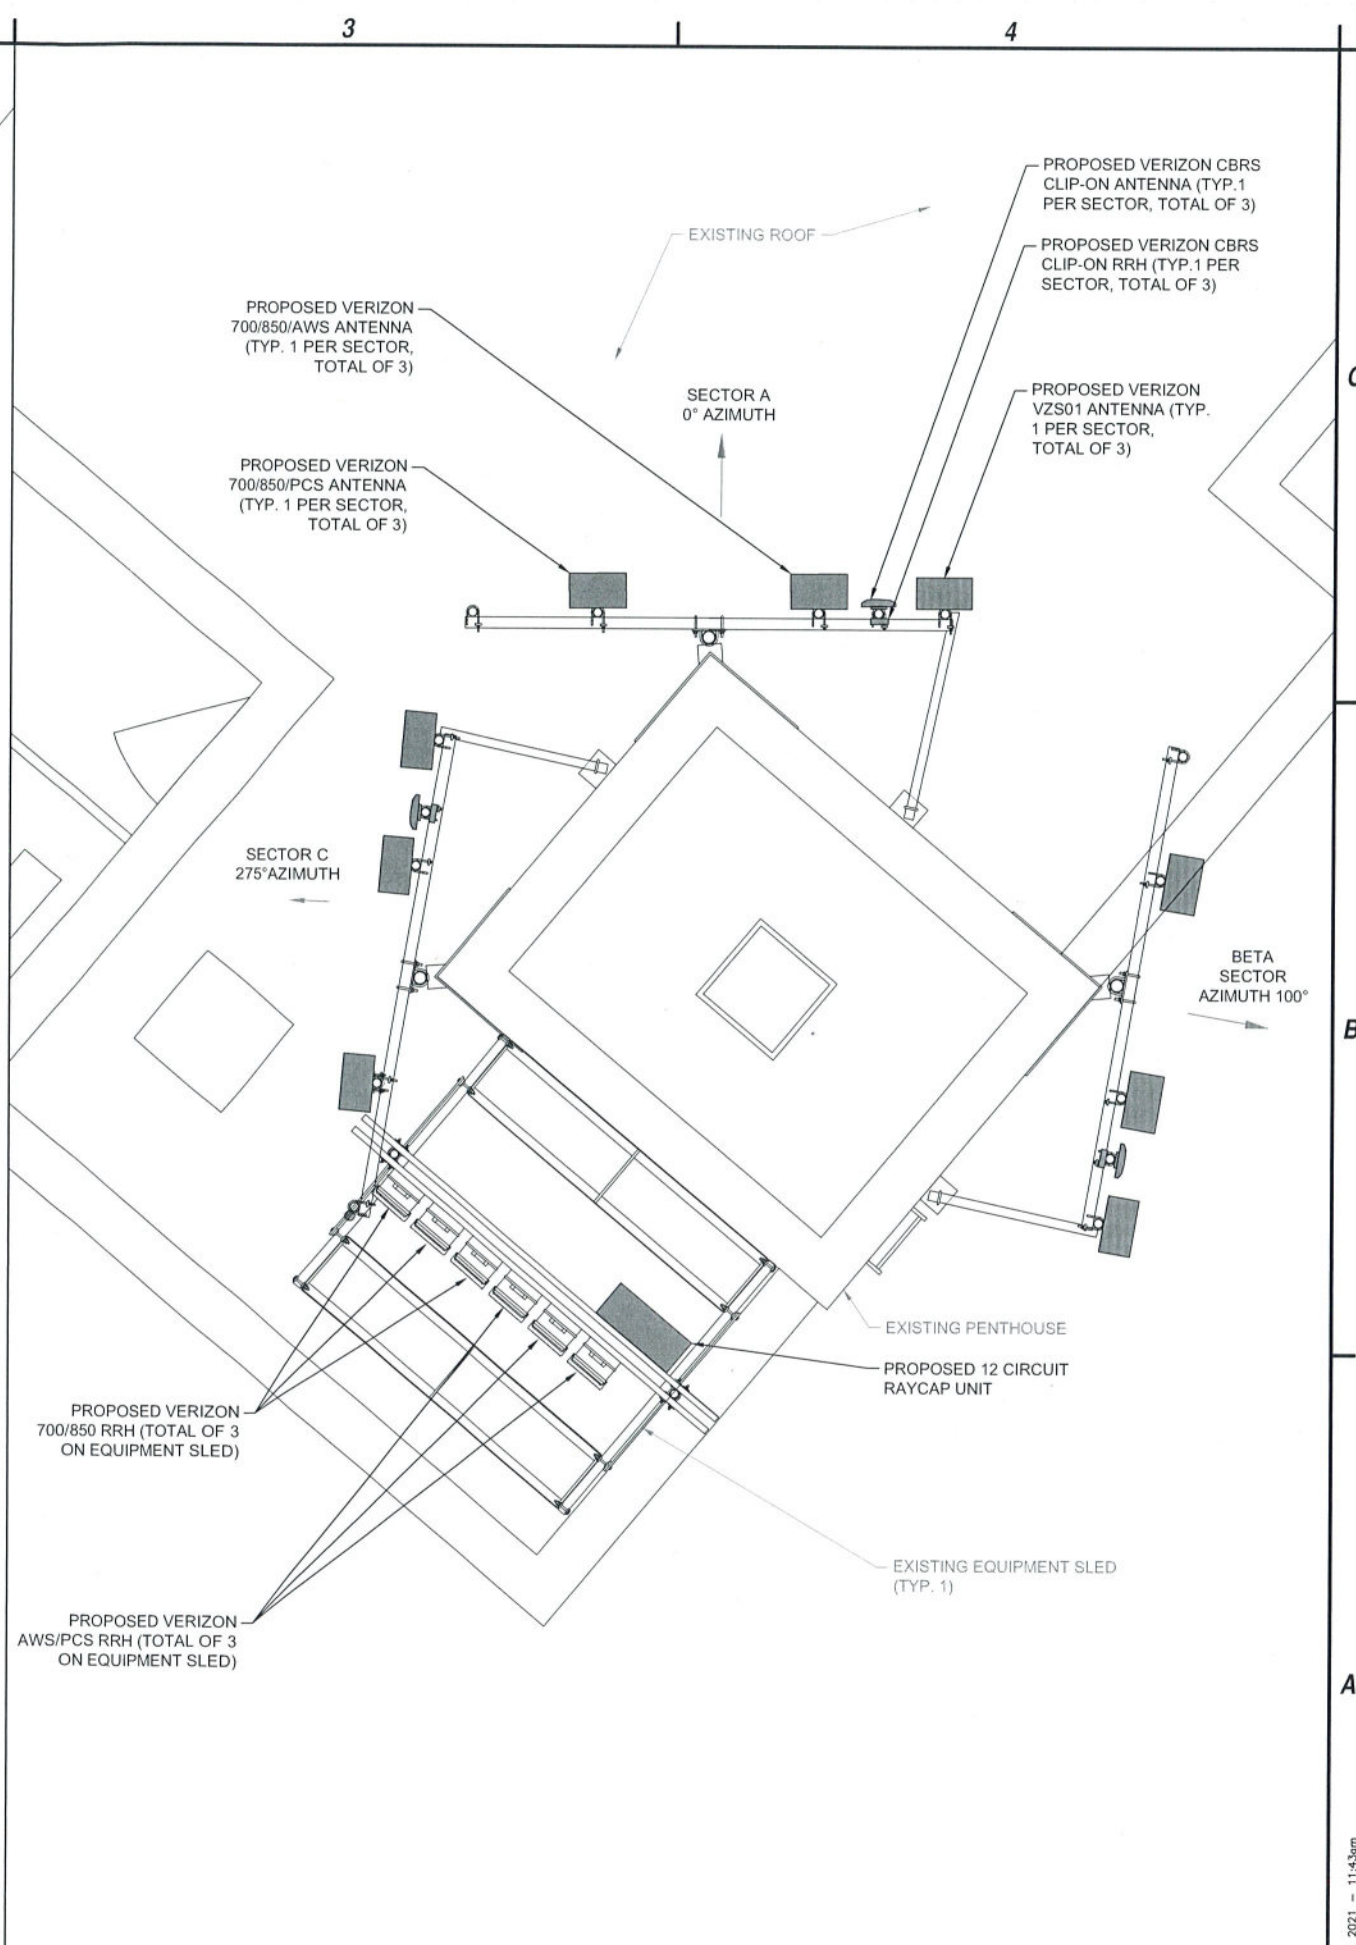 3
4
PROPOSED VERIZON CBRS
CLIP-ON ANTENNA (TYP.1
PER SECTOR, TOTAL OF 3)
EXISTING ROOF
PROPOSED VERIZON CBRS
CLIP-ON RRH (TYP.1 PER
SECTOR, TOTAL OF 3)
PROPOSED VERIZON
700/850/AWS ANTENNA
(TYP. 1 PER SECTOR,
TOTAL OF 3)
C
SECTOR A
0° AZIMUTH
PROPOSED VERIZON
VZS01 ANTENNA (TYP.
1 PER SECTOR,
TOTAL OF 3)
PROPOSED VERIZON
700/850/PCS ANTENNA
(TYP. 1 PER SECTOR,
TOTAL OF 3)
SECTOR C
275°AZIMUTH
BETA
SECTOR
AZIMUTH 100°
B
EXISTING PENTHOUSE
PROPOSED 12 CIRCUIT
RAYCAP UNIT
PROPOSED VERIZON
700/850 RRH (TOTAL OF 3
ON EQUIPMENT SLED)
EXISTING EQUIPMENT SLED
(TYP. 1)
PROPOSED VERIZON
AWS/PCS RRH (TOTAL OF 3
ON EQUIPMENT SLED)
A
2021 - 11:43am